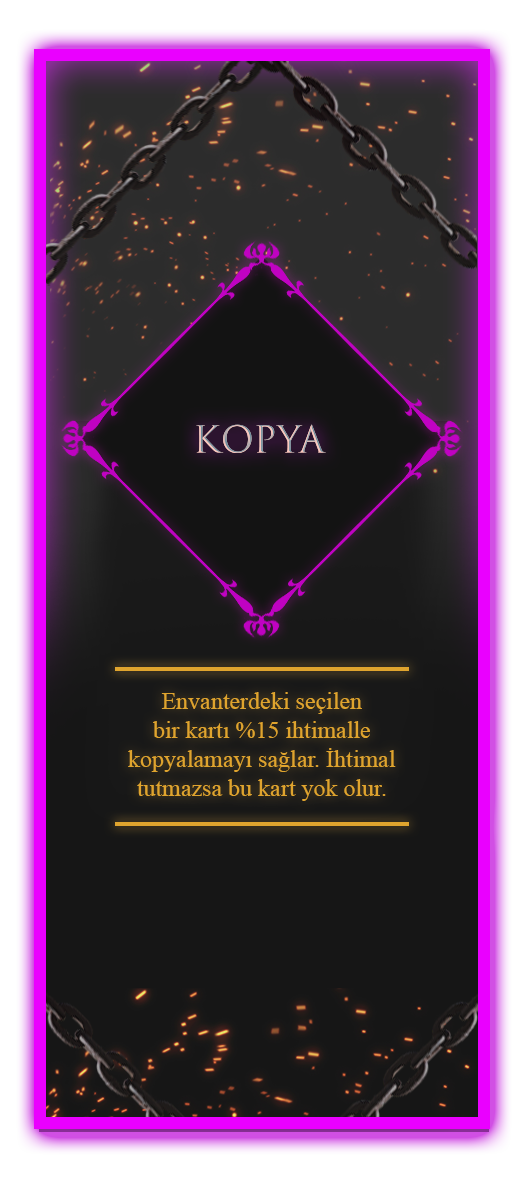 KOPYA
Envanterdeki seçilen
bir kartı %15 ihtimalle
kopyalamayı sağlar. İhtimal
tutmazsa bu kart yok olur.